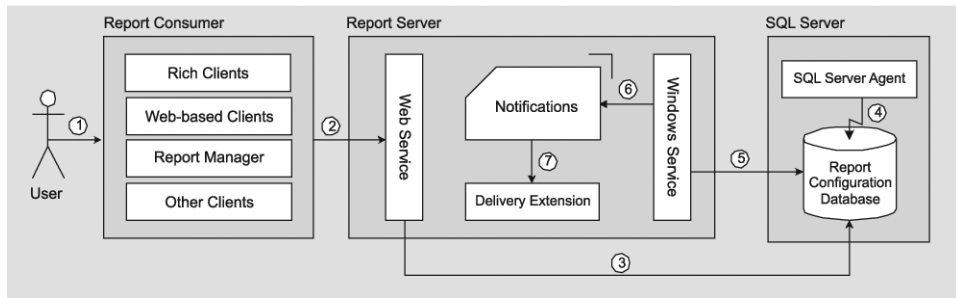 Report Consumer
Report Server
SQL Server
Rich Clients
Web-based Clients
Report Manager
Other Clients
User
1
2
Web Service
Notifications
6
Windows Service
7
Delivery Extension
5
SQL Server Agent
4
Report
Configuration
Database
3